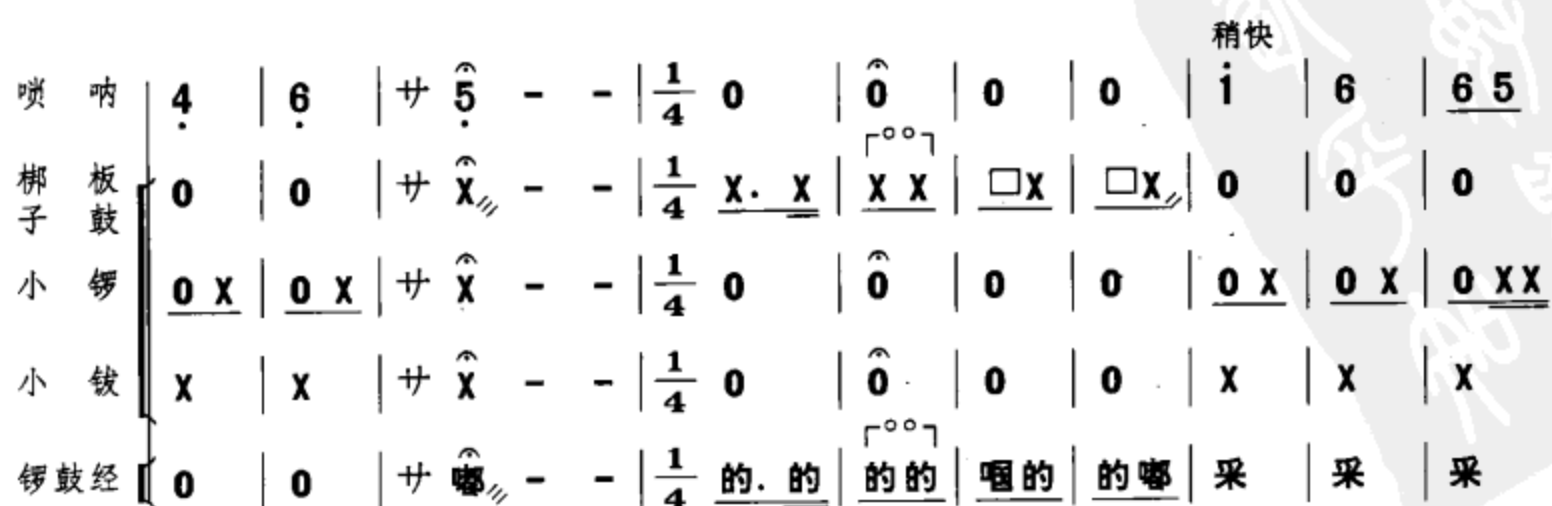 稍快
唢呐 4 | 6 | サ 5 - - | 1/4 0 | 0 | 0 | 0 | i | 6 | 6 5
梆子 板鼓 0 | 0 | サ X - - | 1/4 X. X | X X | □X | □X | 0 | 0 | 0
小锣 0 X | 0 X | サ X - - | 1/4 0 | 0 | 0 | 0 | 0 X | 0 X | 0 XX
小钹 X | X | サ X - - | 1/4 0 | 0 | 0 | 0 | X | X | X
锣鼓经 0 | 0 | サ 嘟 - - | 1/4 的. 的 | 的的 | 嗰的 | 的嘟 | 采 | 采 | 采